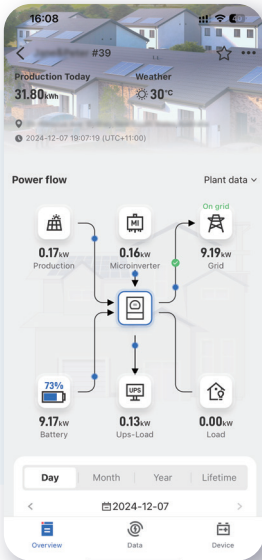 16:08
#39
Production Today
Weather
31.80kWh
30°C
2024-12-07 19:07:19 (UTC+11:00)
Power flow
Plant data
On grid
MI
0.17kW
0.16kW
9.19kW
Production
Microinverter
Grid
73%
UPS
9.17kW
0.13kW
0.00kW
Battery
Ups-Load
Load
Day
Month
Year
Lifetime
2024-12-07
Overview
Data
Device